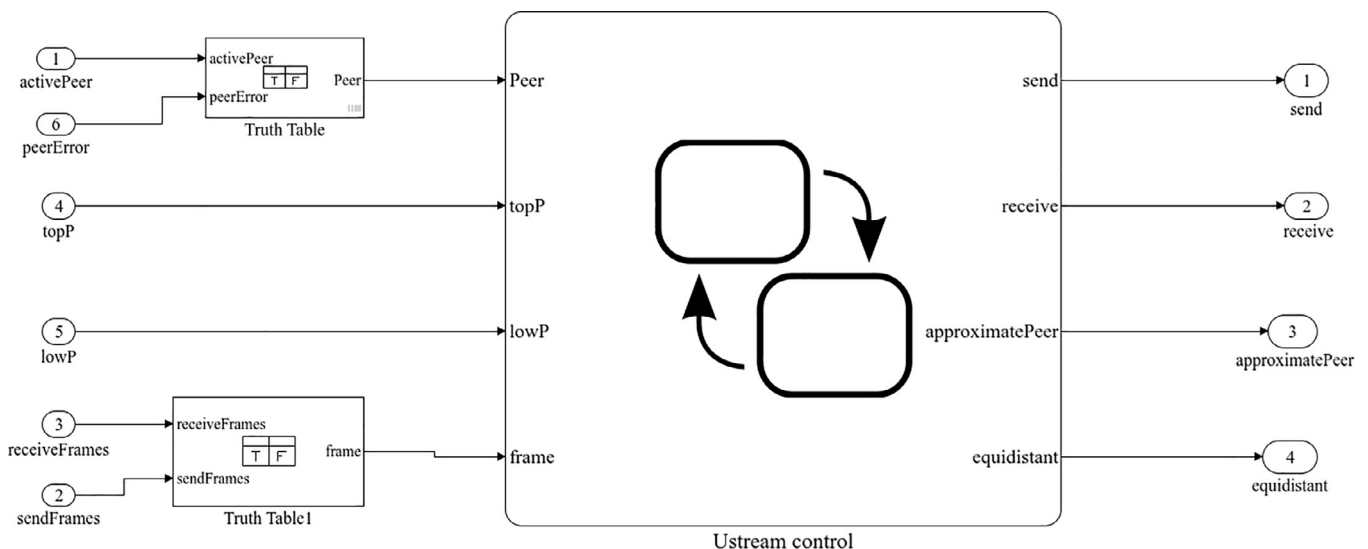 1
activePeer
6
peerError
activePeer
peerError
T F
Peer
Truth Table
4
topP
5
lowP
3
receiveFrames
2
sendFrames
receiveFrames
sendFrames
T F
frame
Truth Table1
Peer
topP
lowP
frame
send
receive
approximatePeer
equidistant
Ustream control
1
send
2
receive
3
approximatePeer
4
equidistant